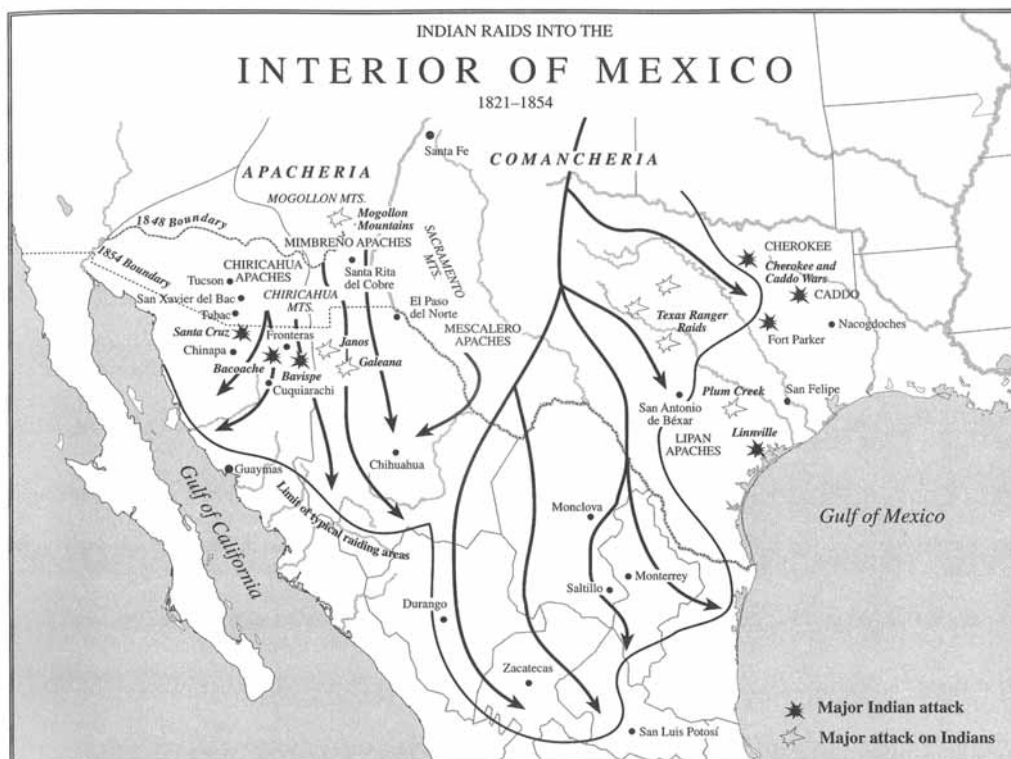 INDIAN RAIDS INTO THE
INTERIOR OF MEXICO
1821–1854
Santa Fe
APACHERIA
COMANCHERIA
MOGOLLON MTS.
Mogollon
Mountains
1848 Boundary
MIMBREÑO APACHES
SACRAMENTO
MTS.
CHEROKEE
1854 Boundary
CHIRICAHUA
APACHES
Santa Rita
del Cobre
Cherokee and
Caddo Wars
Tucson
CADDO
San Xavier del Bac
CHIRICAHUA
MTS.
El Paso
del Norte
Tubac
Texas Ranger
Raids
Nacogdoches
Santa Cruz
Fronteras
Janos
MESCALERO
APACHES
Fort Parker
Chinapa
Galeana
Bacoache
Bavispe
Cuquiarachi
Plum Creek
San Felipe
San Antonio
de Béxar
LIPAN
APACHES
Linnville
Chihuahua
Guaymas
Gulf of California
Limit of typical raiding areas
Monclova
Gulf of Mexico
Monterrey
Saltillo
Durango
Zacatecas
San Luis Potosí
Major Indian attack
Major attack on Indians